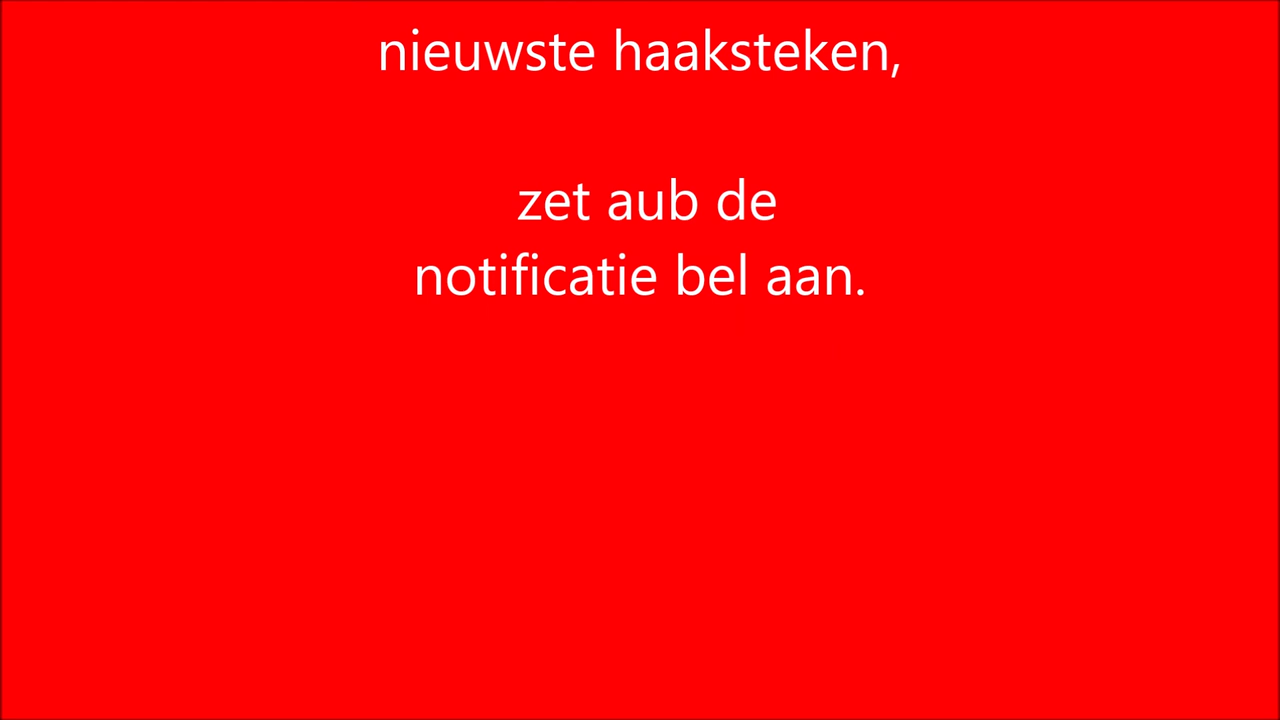 nieuwste haaksteken,
zet aub de
notificatie bel aan.